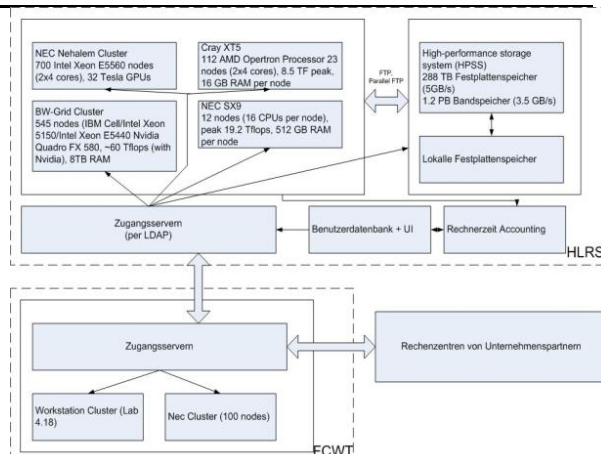 NEC Nehalem Cluster
700 Intel Xeon E5560 nodes
(2x4 cores), 32 Tesla GPUs
Cray XT5
112 AMD Opertron Processor 23
nodes (2x4 cores), 8.5 TF peak,
16 GB RAM per node
BW-Grid Cluster
545 nodes (IBM Cell/Intel Xeon
5150/Intel Xeon E5440 Nvidia
Quadro FX 580, ~60 Tflops (with
Nvidia), 8TB RAM
NEC SX9
12 nodes (16 CPUs per node),
peak 19.2 Tflops, 512 GB RAM
per node
FTP,
Parallel FTP
High-performance storage
system (HPSS)
288 TB Festplattenspeicher
(5GB/s)
1.2 PB Bandspeicher (3.5 GB/s)
Lokalle Festplattenspeicher
Zugangsservern
(per LDAP)
Benutzerdatenbank + UI
Rechnerzeit Accounting
HLRS
Zugangsservern
Rechenzentren von Unternehmenspartnern
Workstation Cluster (Lab
4.18)
Nec Cluster (100 nodes)
FCWT